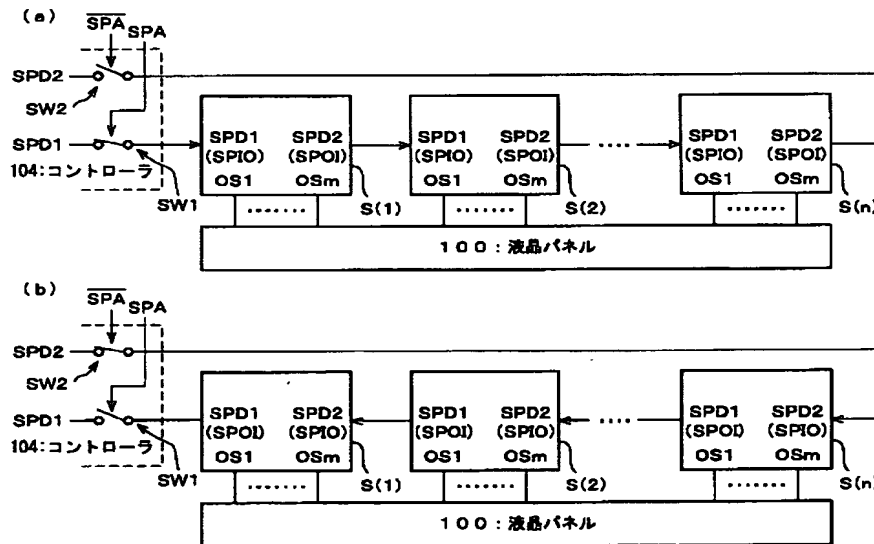 (a)
S̅P̅A̅ SPA
SPD2
SW2
SPD1
104:コントローラ
SW1
SPD1 SPD2
(SPIO) (SPOI)
OS1 OSm
S(1)
SPD1 SPD2
(SPIO) (SPOI)
OS1 OSm
S(2)
SPD1 SPD2
(SPIO) (SPOI)
OS1 OSm
S(n)
100:液晶パネル
(b)
S̅P̅A̅ SPA
SPD2
SW2
SPD1
104:コントローラ
SW1
SPD1 SPD2
(SPOI) (SPIO)
OS1 OSm
S(1)
SPD1 SPD2
(SPOI) (SPIO)
OS1 OSm
S(2)
SPD1 SPD2
(SPOI) (SPIO)
OS1 OSm
S(n)
100:液晶パネル